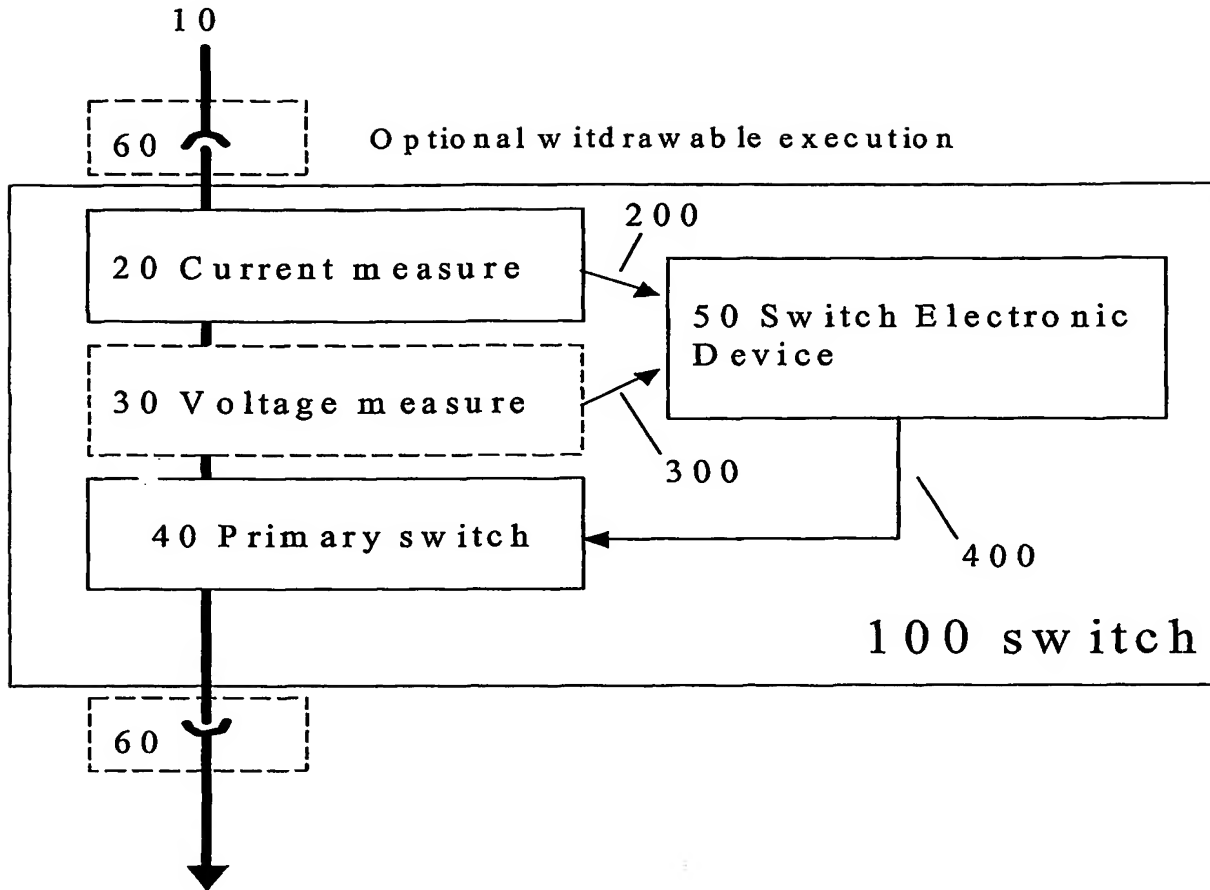 10
60
Optional witdrawable execution
200
20 Current measure
50 Switch Electronic
Device
30 Voltage measure
300
40 Primary switch
400
100 switch
60